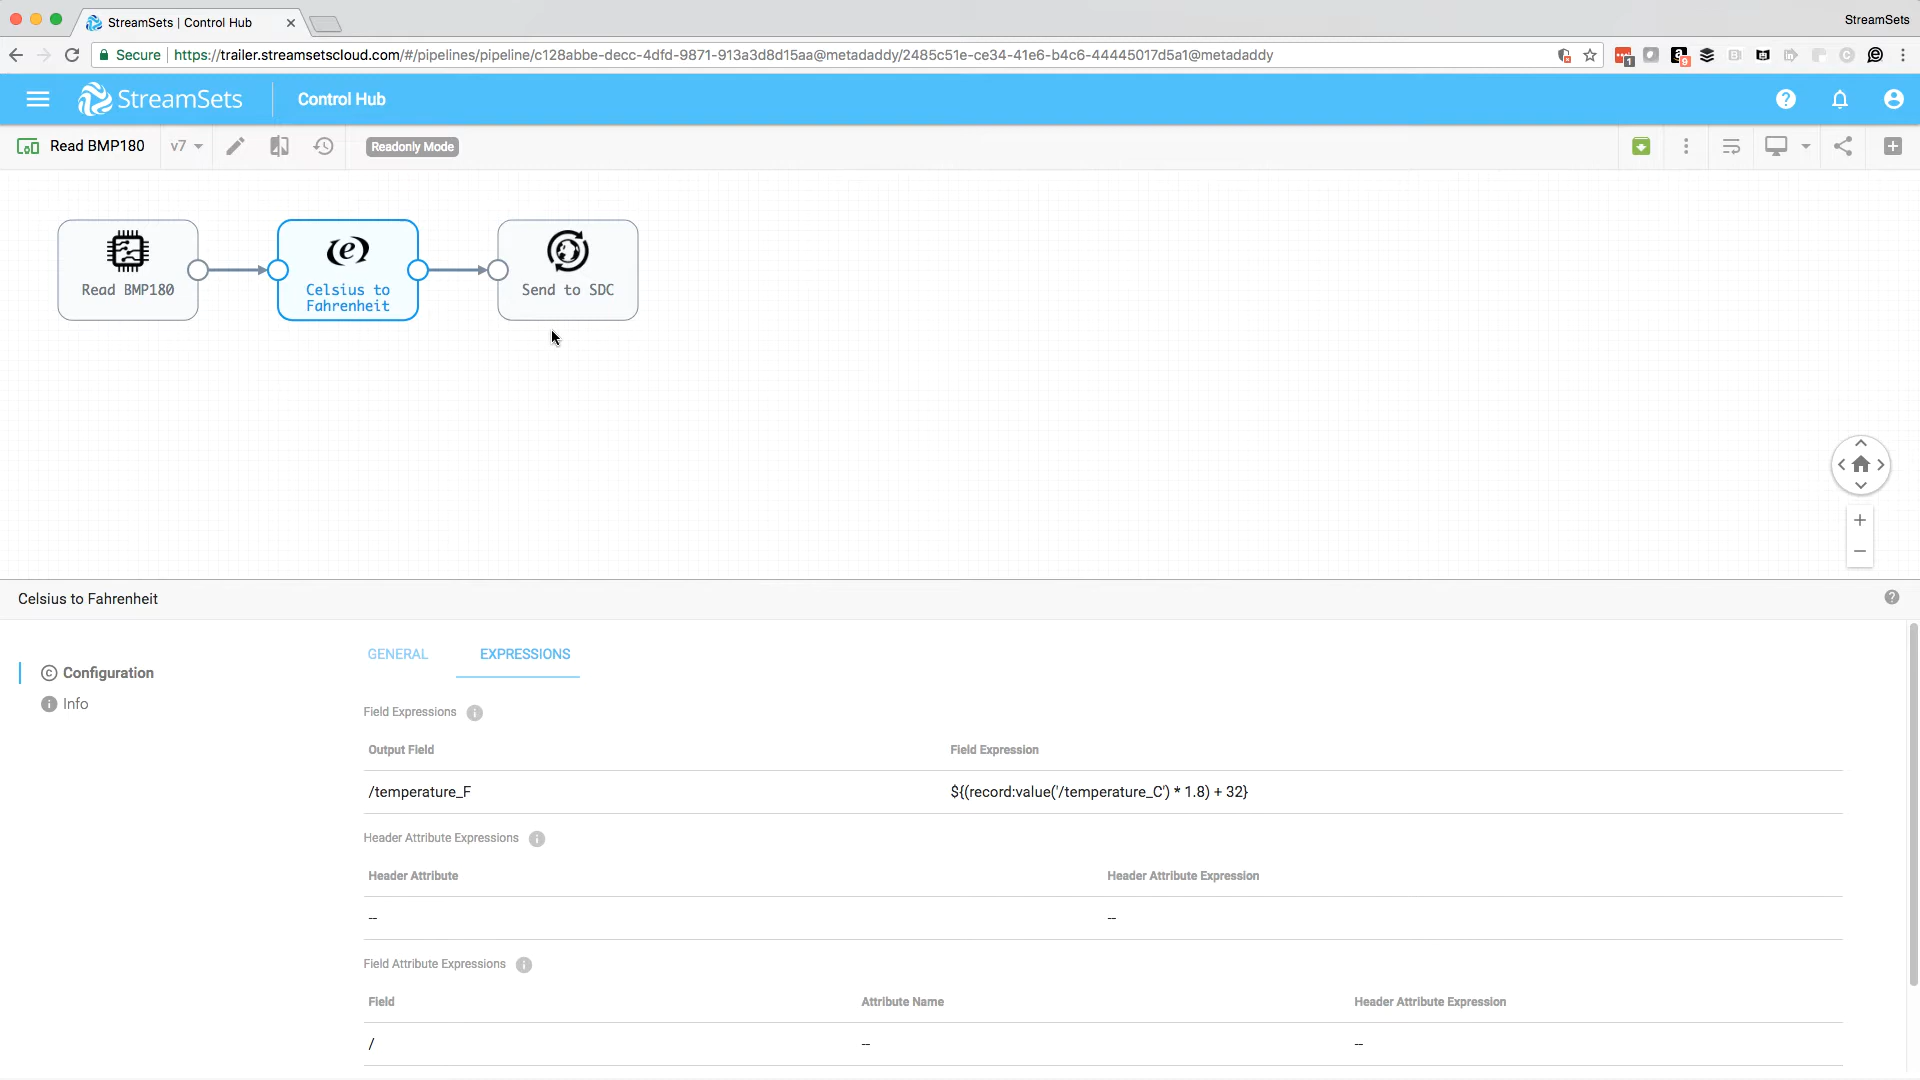 StreamSets | Control Hub
StreamSets
Secure
https://trailer.streamsetscloud.com/#/pipelines/pipeline/c128abbe-decc-4dfd-9871-913a3d8d15aa@metadaddy/2485c51e-ce34-41e6-b4c6-44445017d5a1@metadaddy
1
9
StreamSets
Control Hub
Read BMP180
v7
Readonly Mode
Read BMP180
Celsius to
Fahrenheit
Send to SDC
Celsius to Fahrenheit
Configuration
Info
GENERAL
EXPRESSIONS
Field Expressions
Output Field
Field Expression
/temperature_F
${(record:value('/temperature_C') * 1.8) + 32}
Header Attribute Expressions
Header Attribute
Header Attribute Expression
--
--
Field Attribute Expressions
Field
Attribute Name
Header Attribute Expression
/
--
--